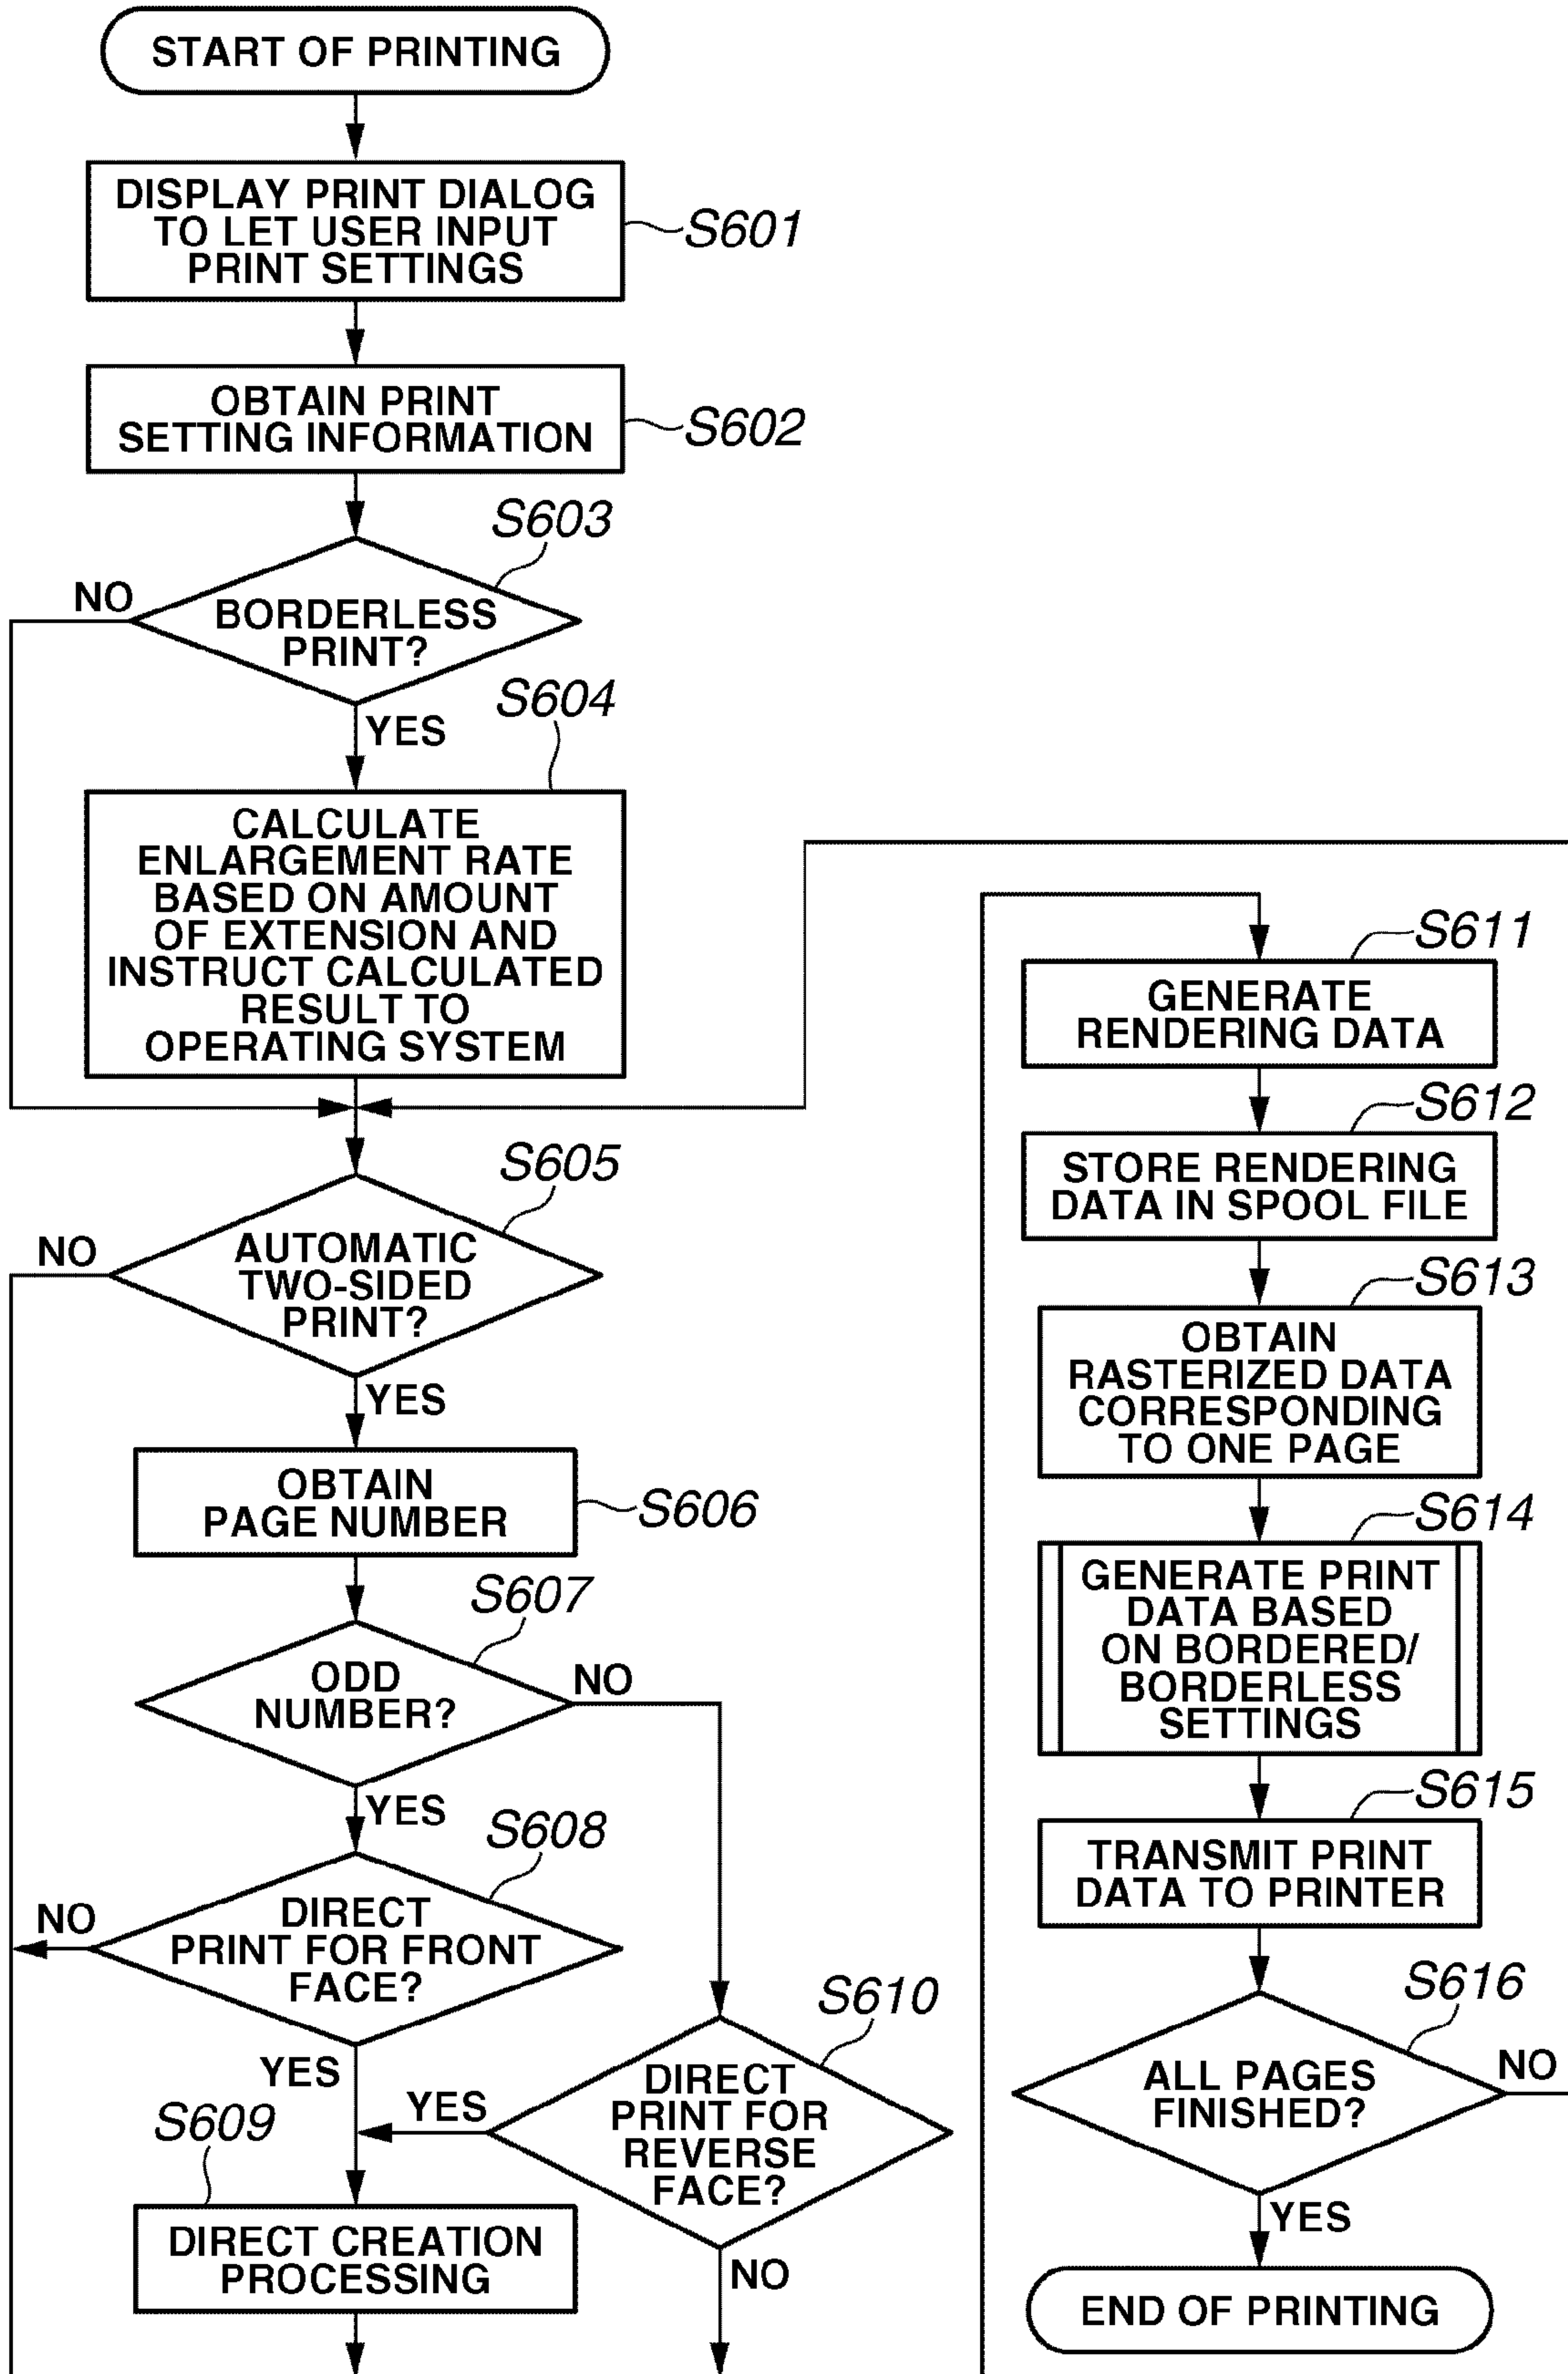 START OF PRINTING
DISPLAY PRINT DIALOG
TO LET USER INPUT
PRINT SETTINGS
S601
OBTAIN PRINT
SETTING INFORMATION
S602
S603
NO
BORDERLESS
PRINT?
S604
YES
CALCULATE
ENLARGEMENT RATE
BASED ON AMOUNT
OF EXTENSION AND
INSTRUCT CALCULATED
RESULT TO
OPERATING SYSTEM
S605
NO
AUTOMATIC
TWO-SIDED
PRINT?
YES
OBTAIN
PAGE NUMBER
S606
S607
ODD
NUMBER?
NO
YES
S608
NO
DIRECT
PRINT FOR FRONT
FACE?
S610
YES
YES
DIRECT
PRINT FOR
REVERSE
FACE?
S609
DIRECT CREATION
PROCESSING
NO
S611
GENERATE
RENDERING DATA
S612
STORE RENDERING
DATA IN SPOOL FILE
S613
OBTAIN
RASTERIZED DATA
CORRESPONDING
TO ONE PAGE
S614
GENERATE PRINT
DATA BASED
ON BORDERED/
BORDERLESS
SETTINGS
S615
TRANSMIT PRINT
DATA TO PRINTER
S616
ALL PAGES
FINISHED?
NO
YES
END OF PRINTING